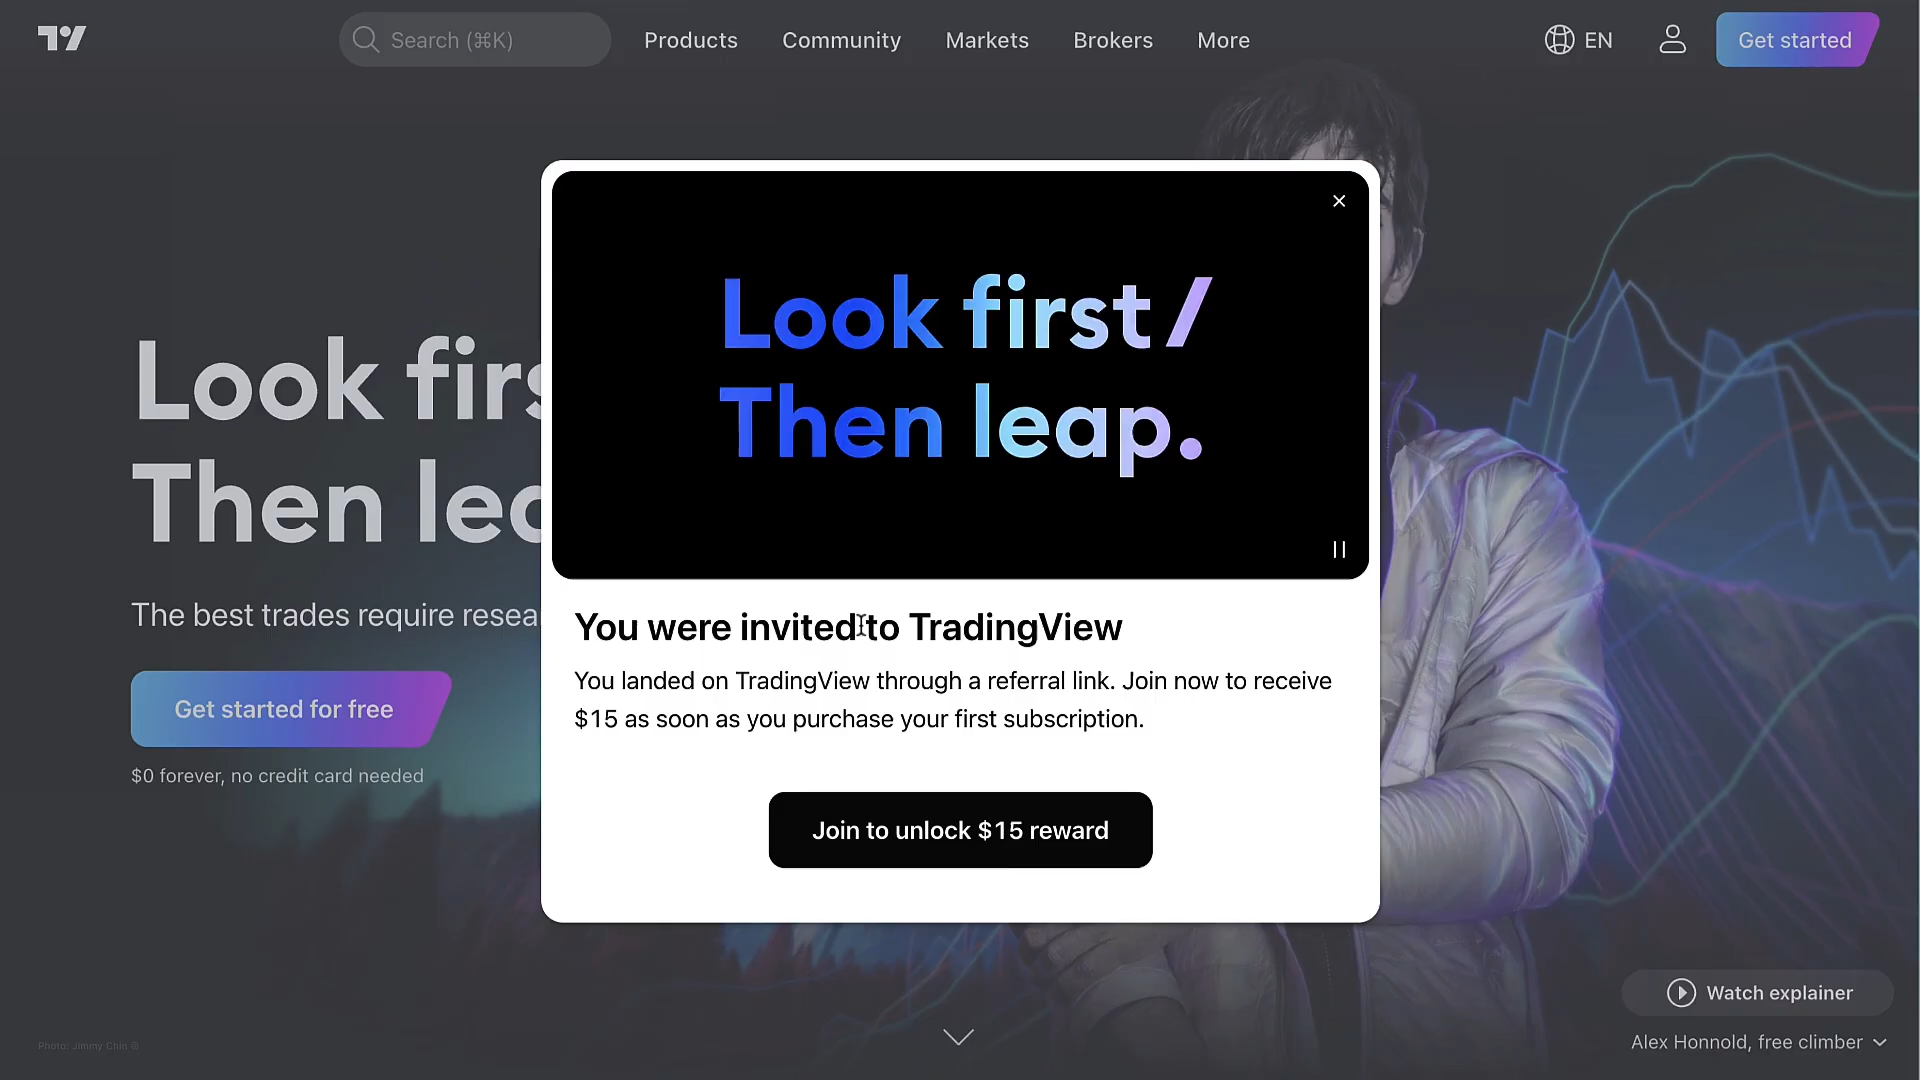 Search (⌘K)
Products
Community
Markets
Brokers
More
EN
Get started
Look first/
Then leap.
Look firs
Then lea
The best trades require resea
Get started for free
$0 forever, no credit card needed
You were invited to TradingView
You landed on TradingView through a referral link. Join now to receive
$15 as soon as you purchase your first subscription.
Join to unlock $15 reward
Watch explainer
Alex Honnold, free climber
Photo: Jimmy Chin ©